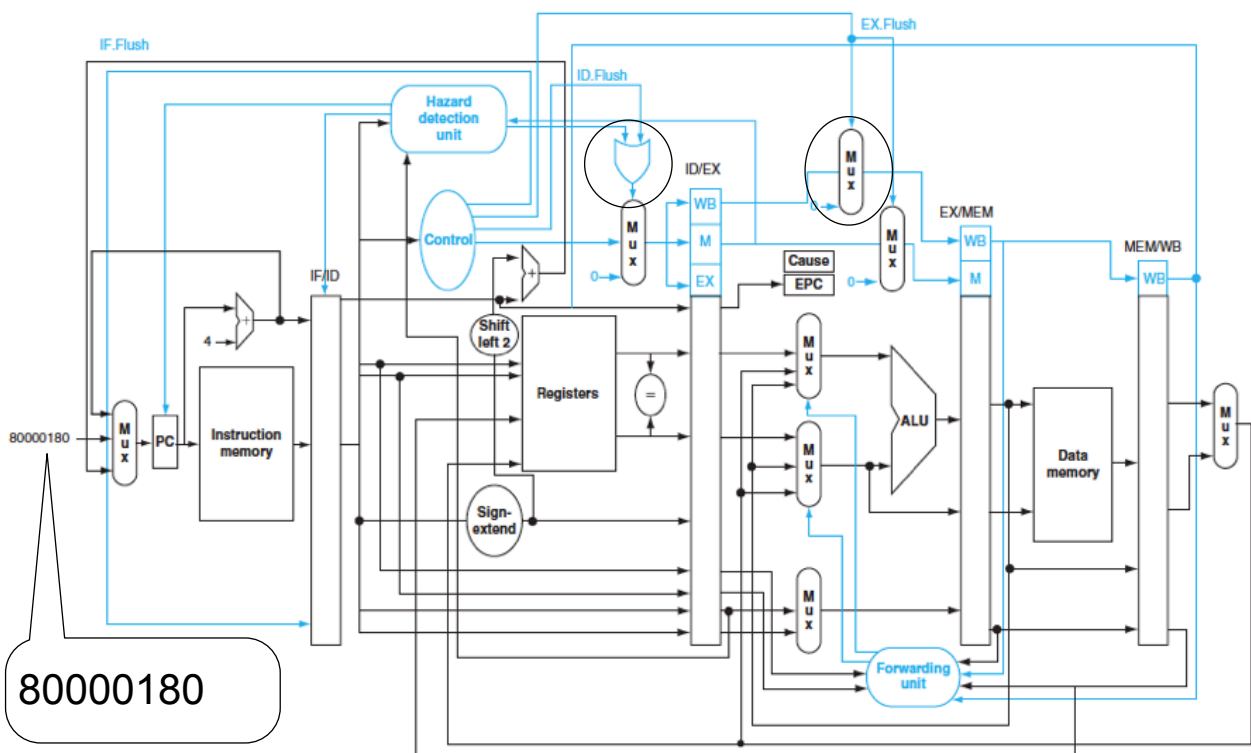 IF.Flush
EX.Flush
ID.Flush
Hazard
detection
unit
M
u
x
ID/EX
WB
0
EX/MEM
Control
M
u
x
M
M
u
x
WB
MEM/WB
Cause
WB
IF/ID
0
EX
EPC
0
M
+
+
4
Shift
left 2
M
u
x
Registers
=
M
u
x
PC
Instruction
memory
ALU
M
u
x
80000180
M
u
x
Data
memory
Sign-
extend
M
u
x
Forwarding
unit
80000180